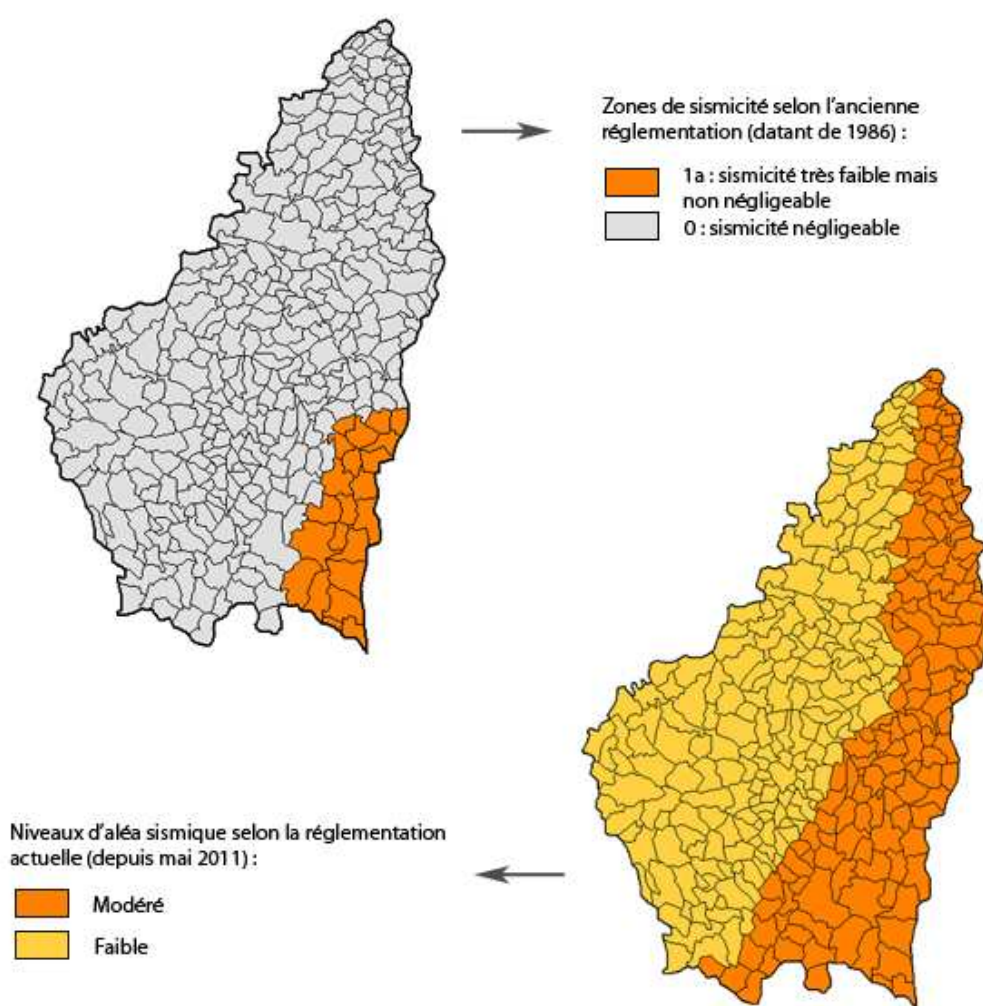 Zones de sismicité selon l'ancienne
réglementation (datant de 1986) :
1a : sismicité très faible mais
non négligeable
0 : sismicité négligeable
Niveaux d'aléa sismique selon la réglementation
actuelle (depuis mai 2011) :
Modéré
Faible